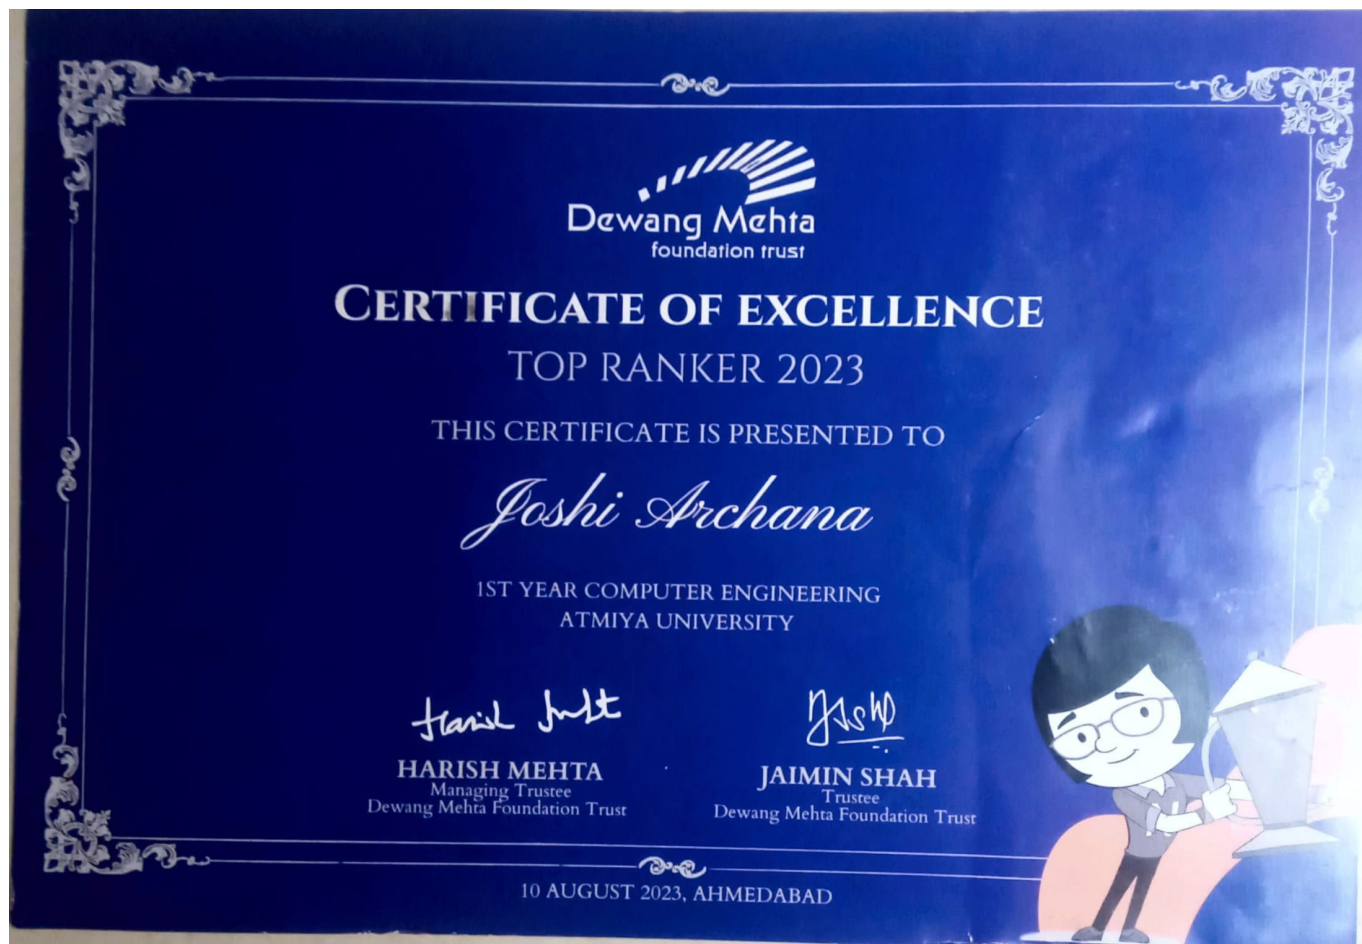 Dewang Mehta
foundation trust
CERTIFICATE OF EXCELLENCE
TOP RANKER 2023
THIS CERTIFICATE IS PRESENTED TO
Joshi Archana
1ST YEAR COMPUTER ENGINEERING
ATMIYA UNIVERSITY
Harish
HARISH MEHTA
Managing Trustee
Dewang Mehta Foundation Trust
JAIMIN SHAH
Trustee
Dewang Mehta Foundation Trust
10 AUGUST 2023, AHMEDABAD